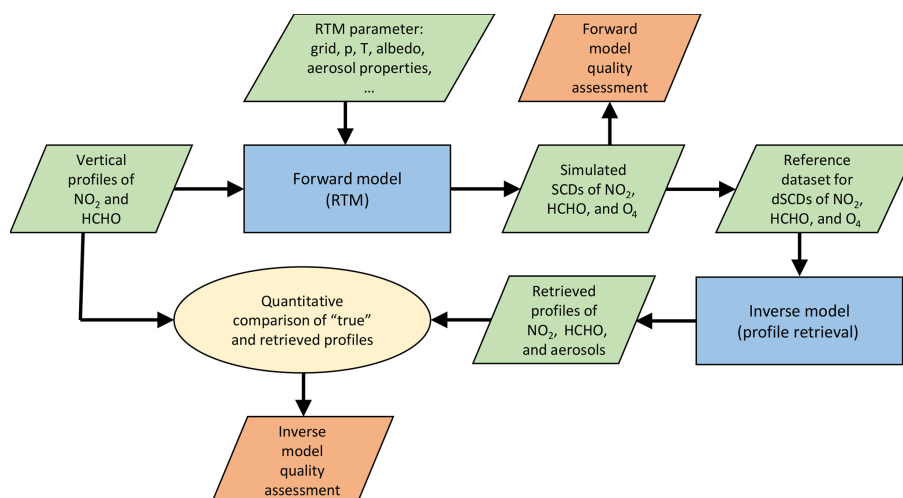 RTM parameter:
grid, p, T, albedo,
aerosol properties,
...
Forward
model
quality
assessment
Vertical
profiles of
NO₂ and
HCHO
Forward model
(RTM)
Simulated
SCDs of NO₂,
HCHO, and O₄
Reference
dataset for
dSCDs of NO₂,
HCHO, and O₄
Quantitative
comparison of “true”
and retrieved profiles
Retrieved
profiles of
NO₂, HCHO,
and aerosols
Inverse model
(profile retrieval)
Inverse
model
quality
assessment